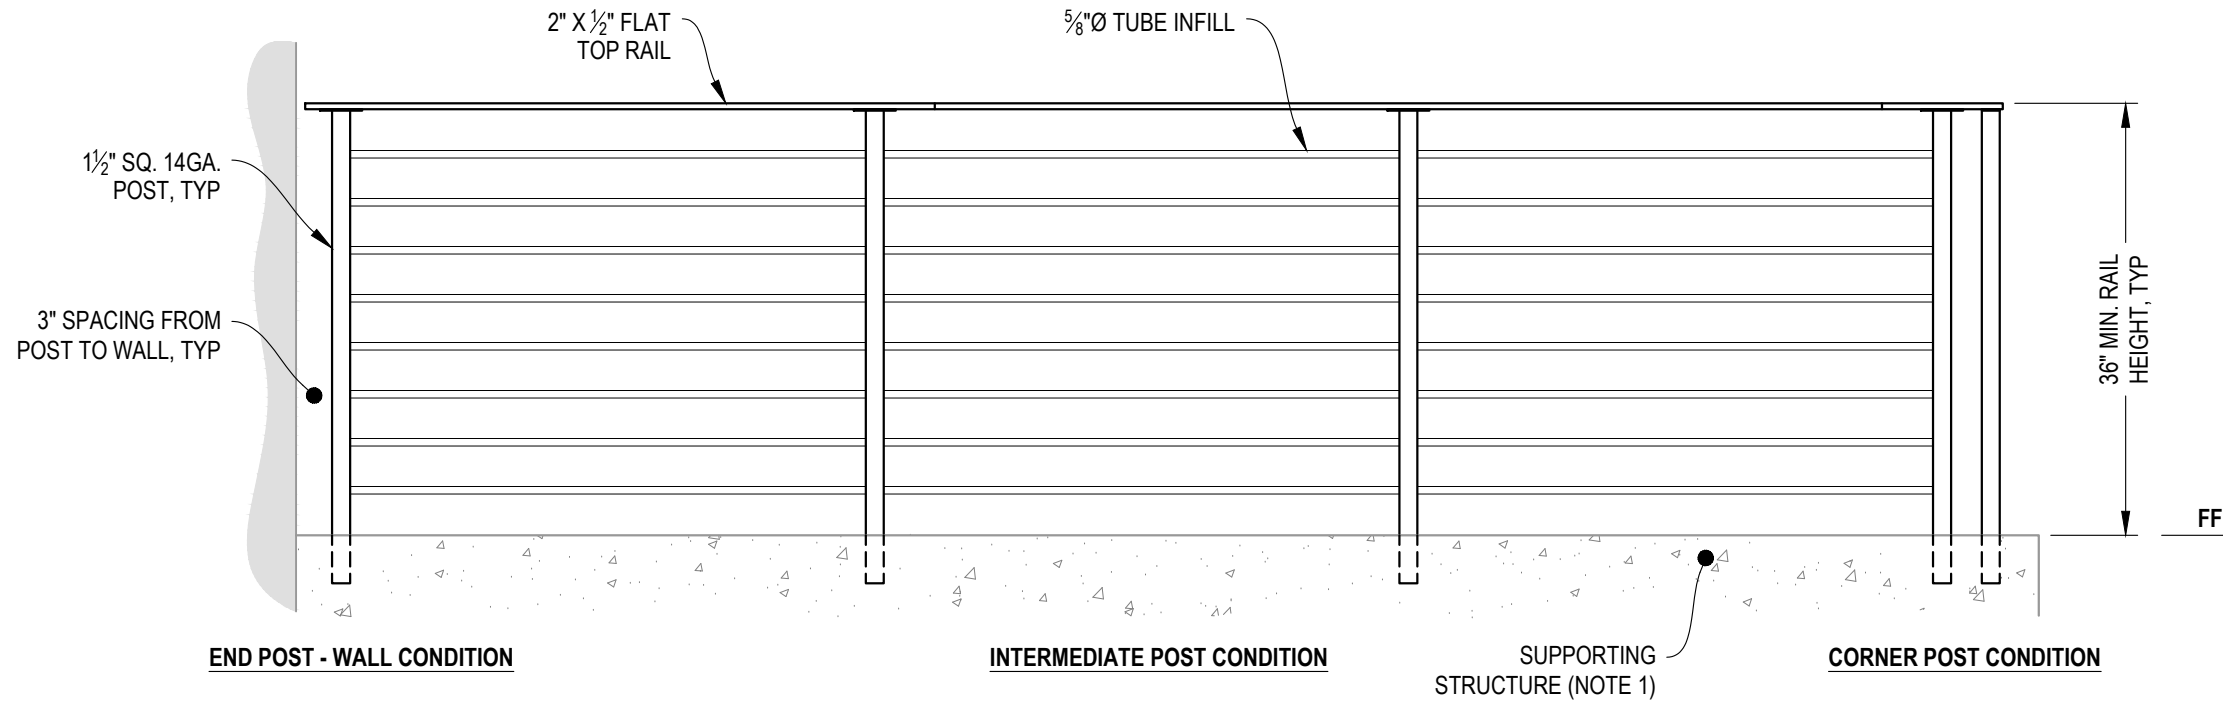 2" X ½" FLAT
TOP RAIL
⅝"Ø TUBE INFILL
1½" SQ. 14GA.
POST, TYP
3" SPACING FROM
POST TO WALL, TYP
36" MIN. RAIL
HEIGHT, TYP
FF
END POST - WALL CONDITION
INTERMEDIATE POST CONDITION
SUPPORTING
STRUCTURE (NOTE 1)
CORNER POST CONDITION